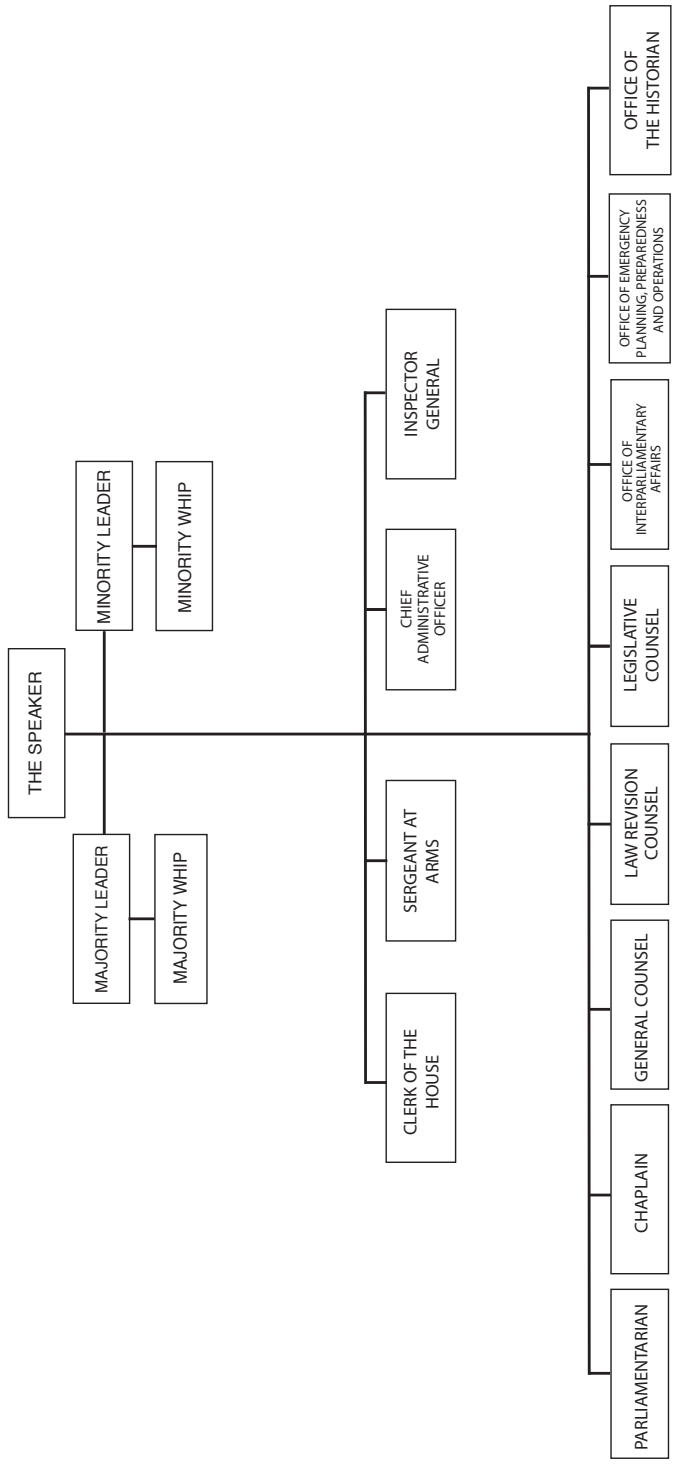 THE SPEAKER
MAJORITY LEADER
MINORITY LEADER
MAJORITY WHIP
MINORITY WHIP
CLERK OF THE
HOUSE
SERGEANT AT
ARMS
CHIEF
ADMINISTRATIVE
OFFICER
INSPECTOR
GENERAL
PARLIAMENTARIAN
CHAPLAIN
GENERAL COUNSEL
LAW REVISION
COUNSEL
LEGISLATIVE
COUNSEL
OFFICE OF
INTERPARLIAMENTARY
AFFAIRS
OFFICE OF EMERGENCY
PLANNING, PREPAREDNESS
AND OPERATIONS
OFFICE OF
THE HISTORIAN